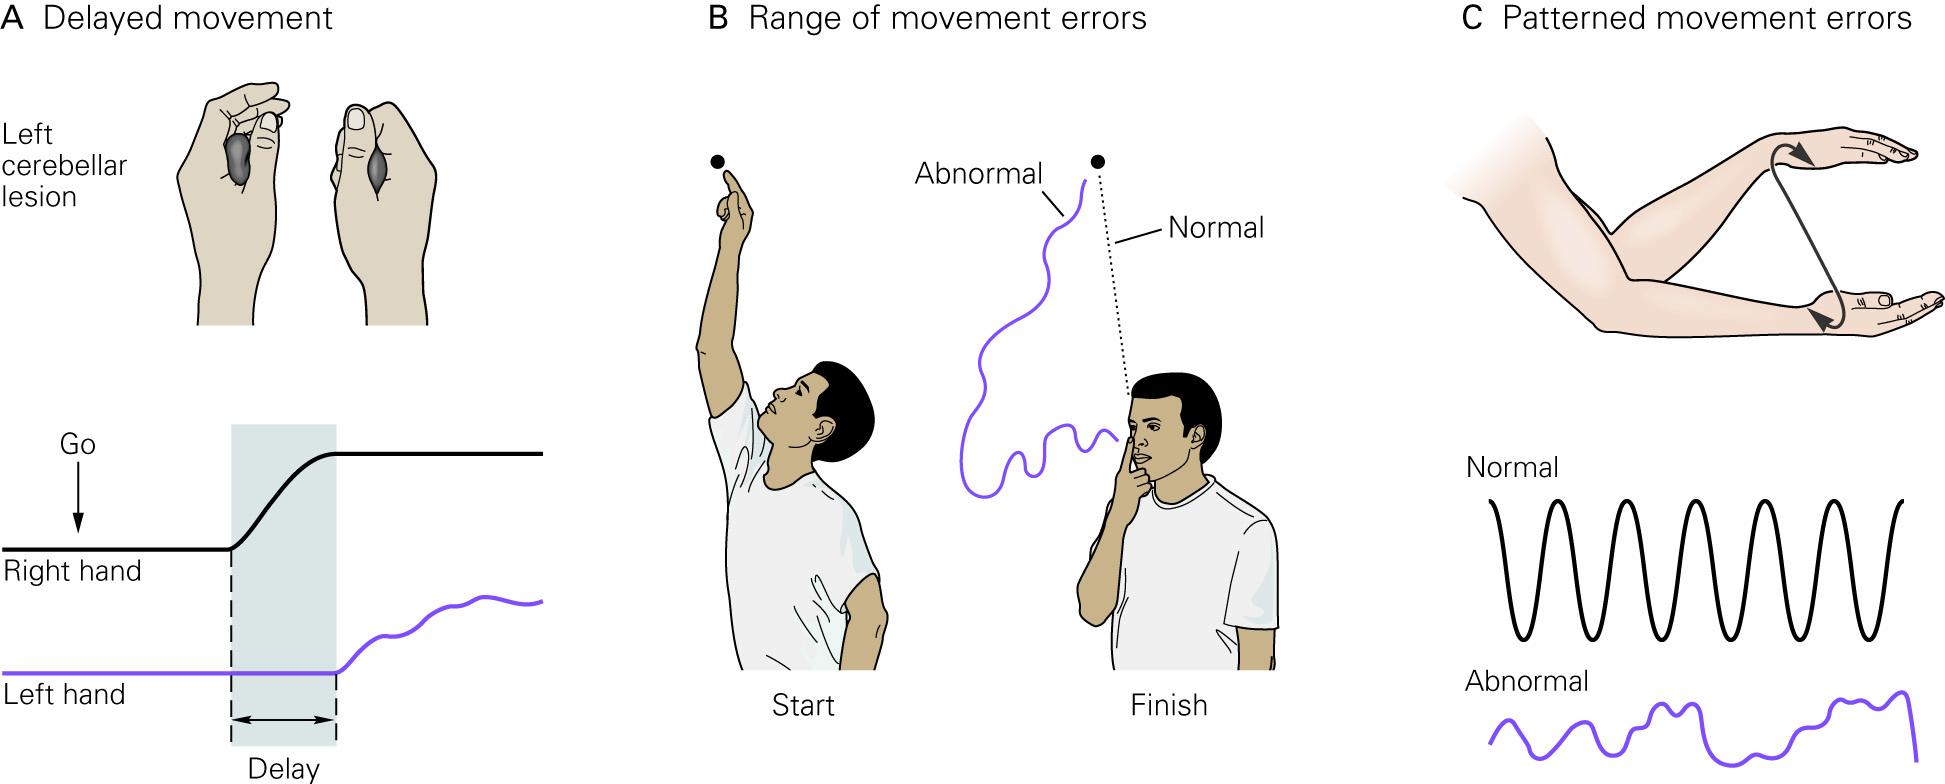 A Delayed movement
Left
cerebellar
lesion
Go
Right hand
Left hand
Delay
B Range of movement errors
Abnormal
Normal
Start
Finish
C Patterned movement errors
Normal
Abnormal